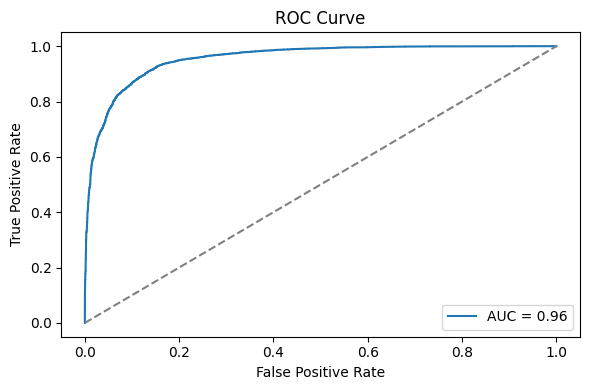 ROC Curve
True Positive Rate
1.0
0.8
0.6
0.4
0.2
0.0
0.0 0.2 0.4 0.6 0.8 1.0
False Positive Rate
AUC = 0.96